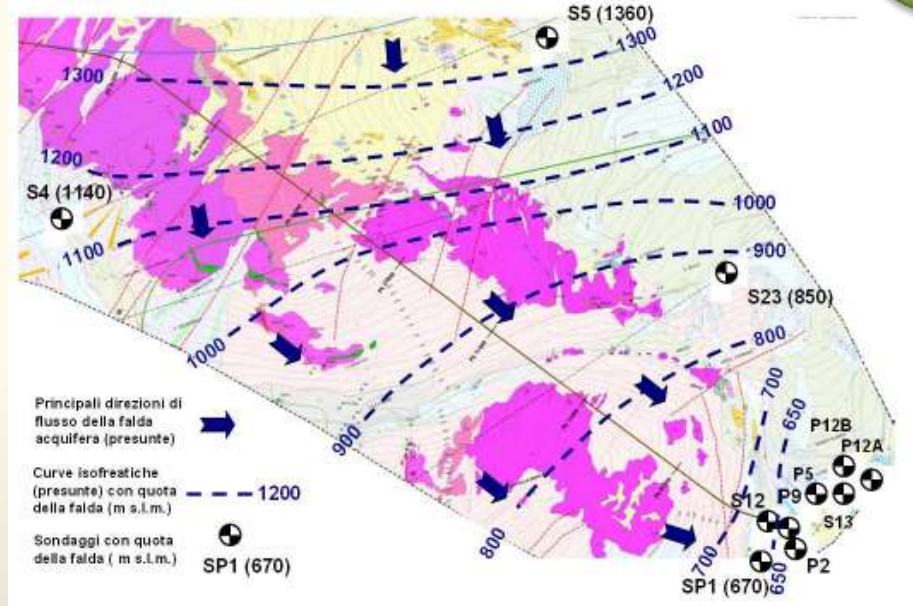 S5 (1360)
1300
1200
1100
1000
900
S23 (850)
800
700
650
1300
1200
S4 (1140)
1100
1000
900
800
700
650
P12B
P12A
P5
P9
S12
S13
P2
SP1 (670)
Principali direzioni di
flusso della falda
acquifera (presunte)
Curve isofreatiche
(presunte) con quota
della falda (m s.l.m.)
1200
Sondaggi con quota
della falda ( m s.l.m.)
SP1 (670)